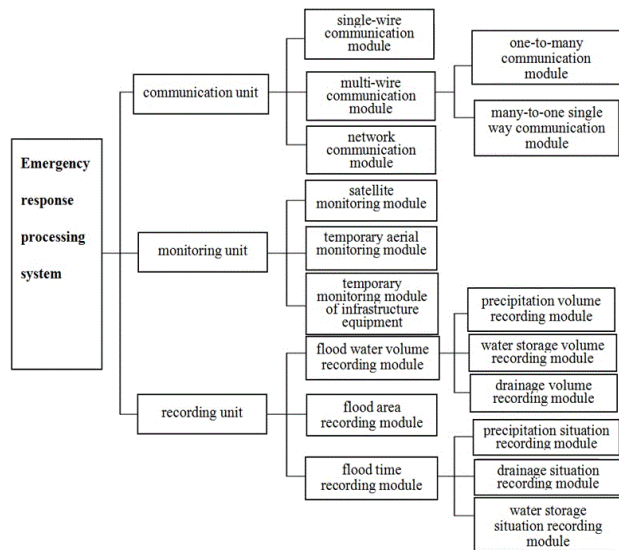 Emergency
response
processing
system
communication unit
single-wire
communication
module
multi-wire
communication
module
one-to-many
communication
module
many-to-one single
way communication
module
network
communication
module
monitoring unit
satellite
monitoring module
temporary aerial
monitoring module
temporary
monitoring module
of infrastructure
equipment
recording unit
flood water volume
recording module
precipitation volume
recording module
water storage volume
recording module
drainage volume
recording module
flood area
recording module
flood time
recording module
precipitation situation
recording module
drainage situation
recording module
water storage
situation recording
module